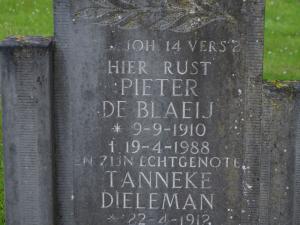 JOH 14 VERS 2
HIER RUST
PIETER
DE BLAEIJ
* 9-9-1910
† 19-4-1988
EN ZIJN ECHTGENOTE
TANNEKE
DIELEMAN
* 22-4-1912